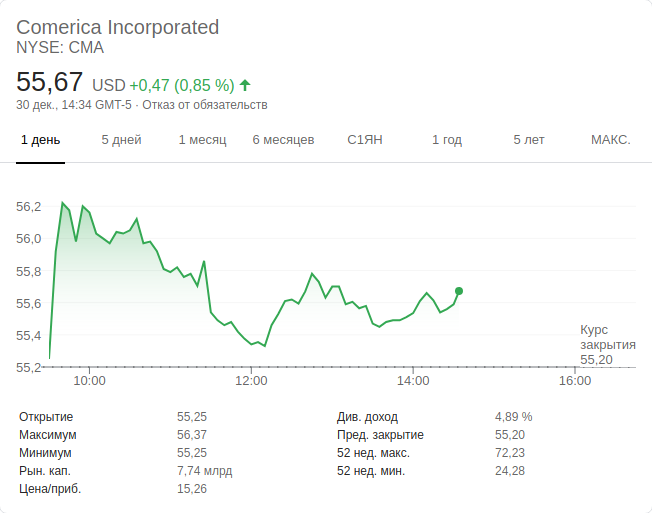 Comerica Incorporated
NYSE: CMA
55,67 USD +0,47 (0,85 %)
30 дек., 14:34 GMT-5 · Отказ от обязательств
1 день 5 дней 1 месяц 6 месяцев С1ЯН 1 год 5 лет МАКС.
56,2
56,0
55,8
55,6
55,4
55,2
Курс
закрытия
55,20
10:00 12:00 14:00 16:00
Открытие 55,25 Див. доход 4,89 %
Максимум 56,37 Пред. закрытие 55,20
Минимум 55,25 52 нед. макс. 72,23
Рын. кап. 7,74 млрд 52 нед. мин. 24,28
Цена/приб. 15,26